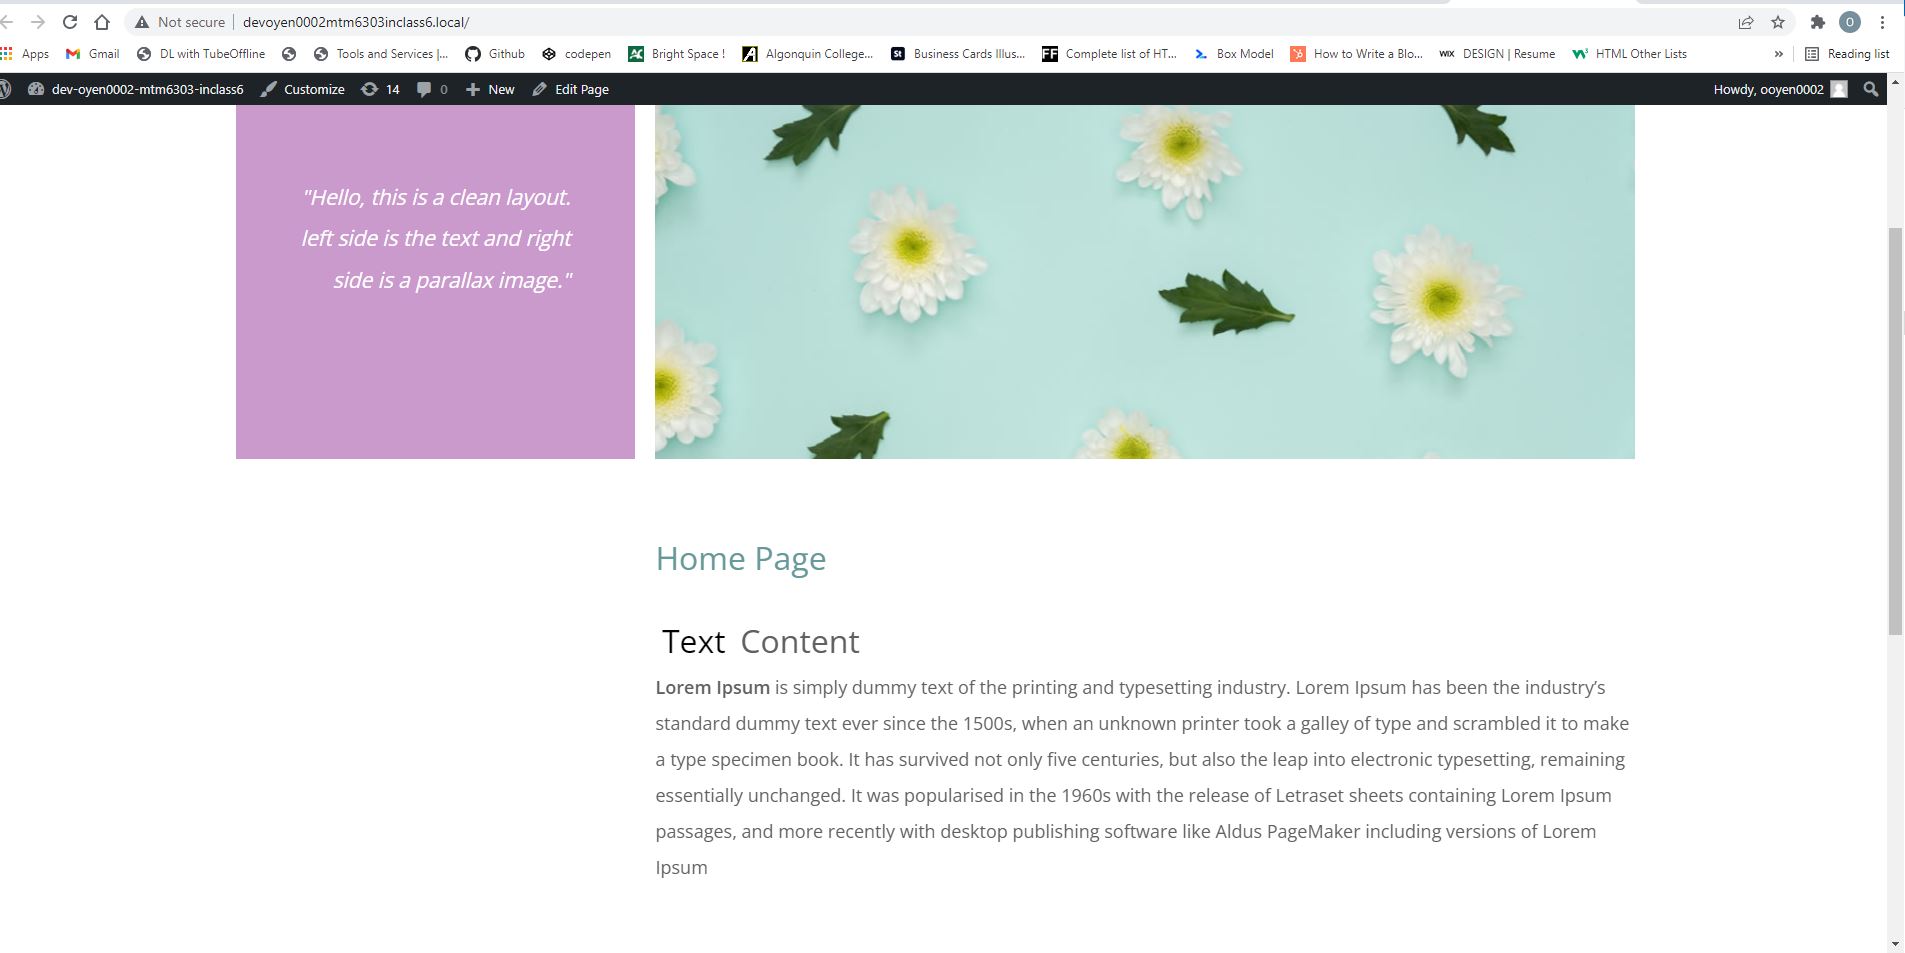 Not secure | devoyen0002mtm6303inclass6.local/
O
Apps Gmail DL with TubeOffline Tools and Services |... Github codepen Bright Space ! Algonquin College... Business Cards Illus... Complete list of HT... Box Model How to Write a Blo... DESIGN | Resume HTML Other Lists » Reading list
dev-oyen0002-mtm6303-inclass6 Customize 14 0 New Edit Page Howdy, ooyen0002
"Hello, this is a clean layout.
left side is the text and right
side is a parallax image."
Home Page
Text Content
Lorem Ipsum is simply dummy text of the printing and typesetting industry. Lorem Ipsum has been the industry’s
standard dummy text ever since the 1500s, when an unknown printer took a galley of type and scrambled it to make
a type specimen book. It has survived not only five centuries, but also the leap into electronic typesetting, remaining
essentially unchanged. It was popularised in the 1960s with the release of Letraset sheets containing Lorem Ipsum
passages, and more recently with desktop publishing software like Aldus PageMaker including versions of Lorem
Ipsum